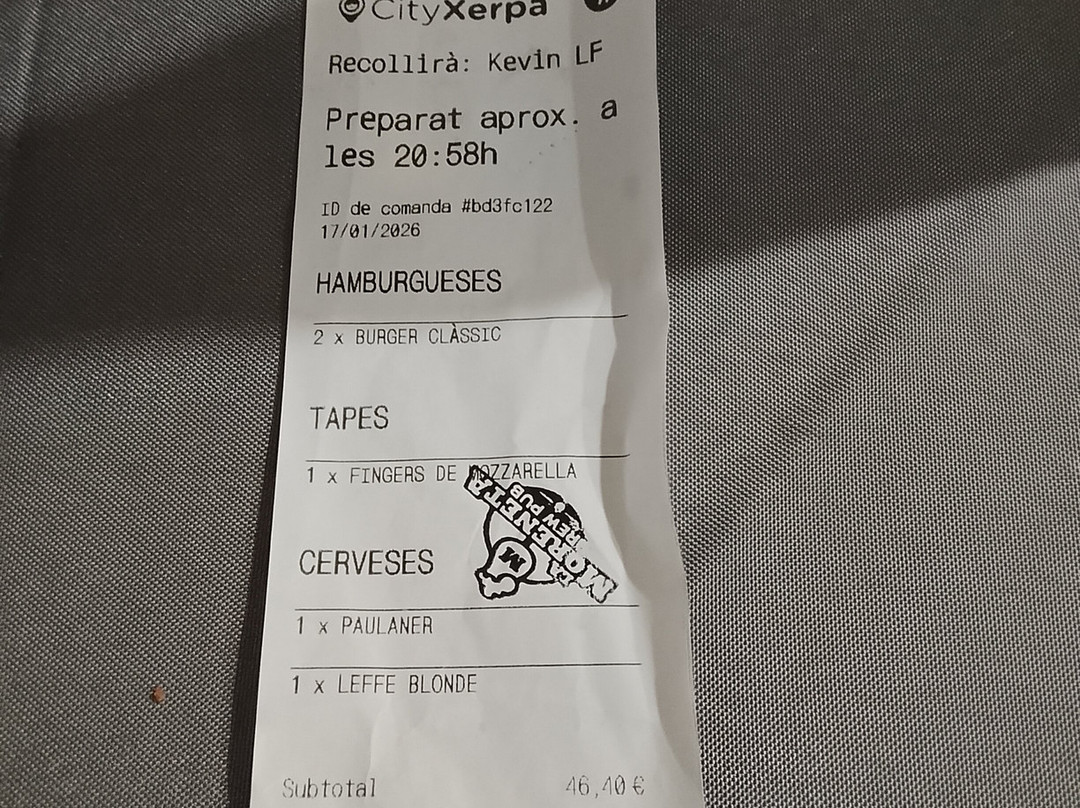 CityXerpa
Recollirà: Kevin LF
Preparat aprox. a
les 20:58h
ID de comanda #bd3fc122
17/01/2026
HAMBURGUESES
2 x BURGER CLÀSSIC
TAPES
1 x FINGERS DE MOZZARELLA
MORENETA
BREW PUB
M
CERVESES
1 x PAULANER
1 x LEFFE BLONDE
Subtotal 46,40 €